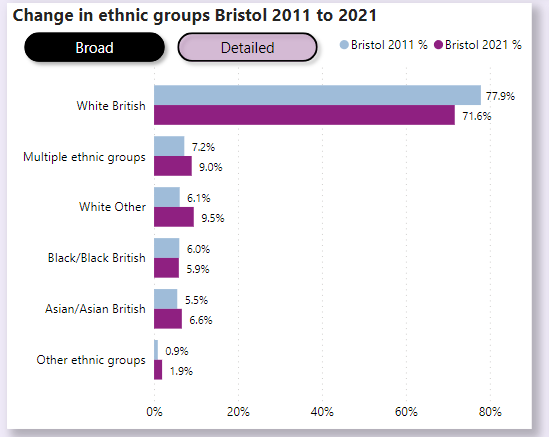 Change in ethnic groups Bristol 2011 to 2021
Broad Detailed Bristol 2011 % Bristol 2021 %
White British 77.9%
71.6%
Multiple ethnic groups 7.2%
9.0%
White Other 6.1%
9.5%
Black/Black British 6.0%
5.9%
Asian/Asian British 5.5%
6.6%
Other ethnic groups 0.9%
1.9%
0% 20% 40% 60% 80%